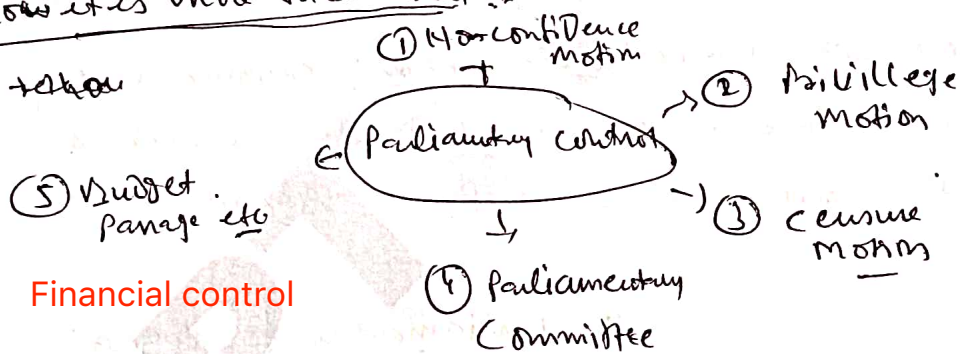 ① Non confidence
motion
Parliamentry control
② Privillege
motion
③ Censure
motion
④ Parliamentary
Committee
⑤ Budget.
Passage etc
Financial control